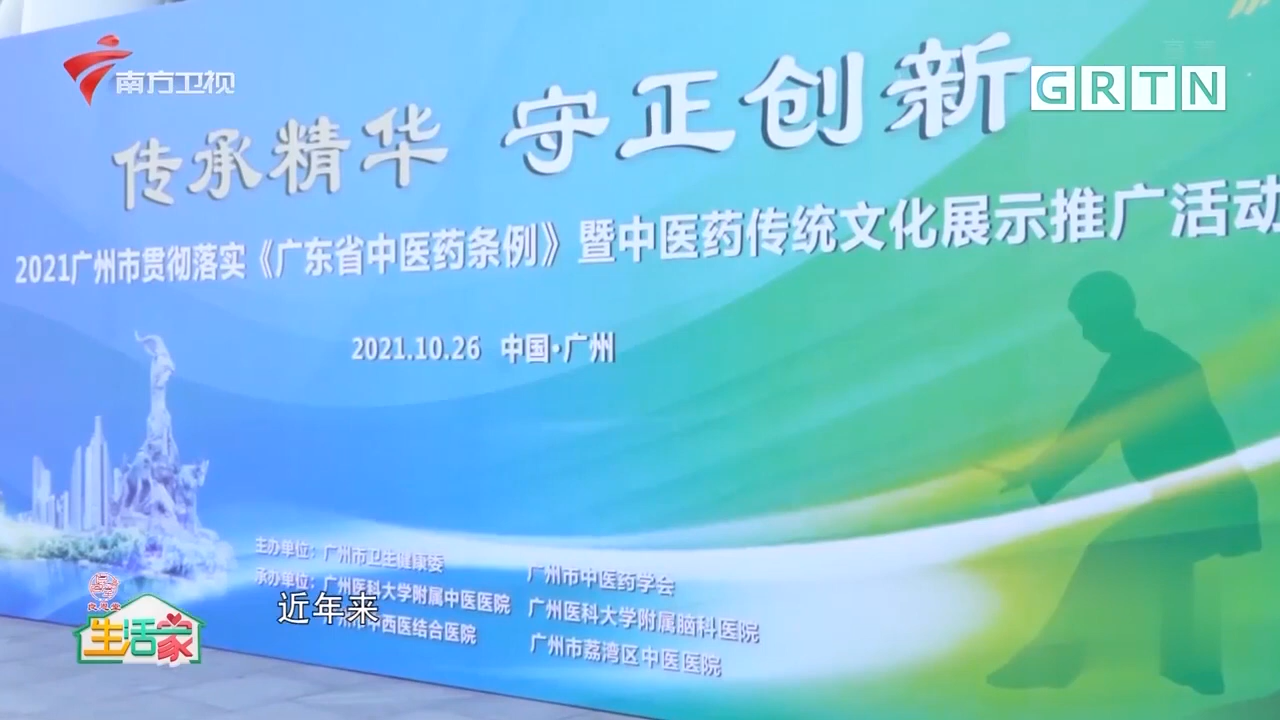 南方卫视
GRTN
传承精华 守正创新
2021广州市贯彻落实《广东省中医药条例》暨中医药传统文化展示推广活动
2021.10.26 中国·广州
主办单位：广州市卫生健康委 广州市中医药学会
承办单位：广州医科大学附属中医医院 广州医科大学附属脑科医院
州市中西医结合医院 广州市荔湾区中医医院
近年来
生活家